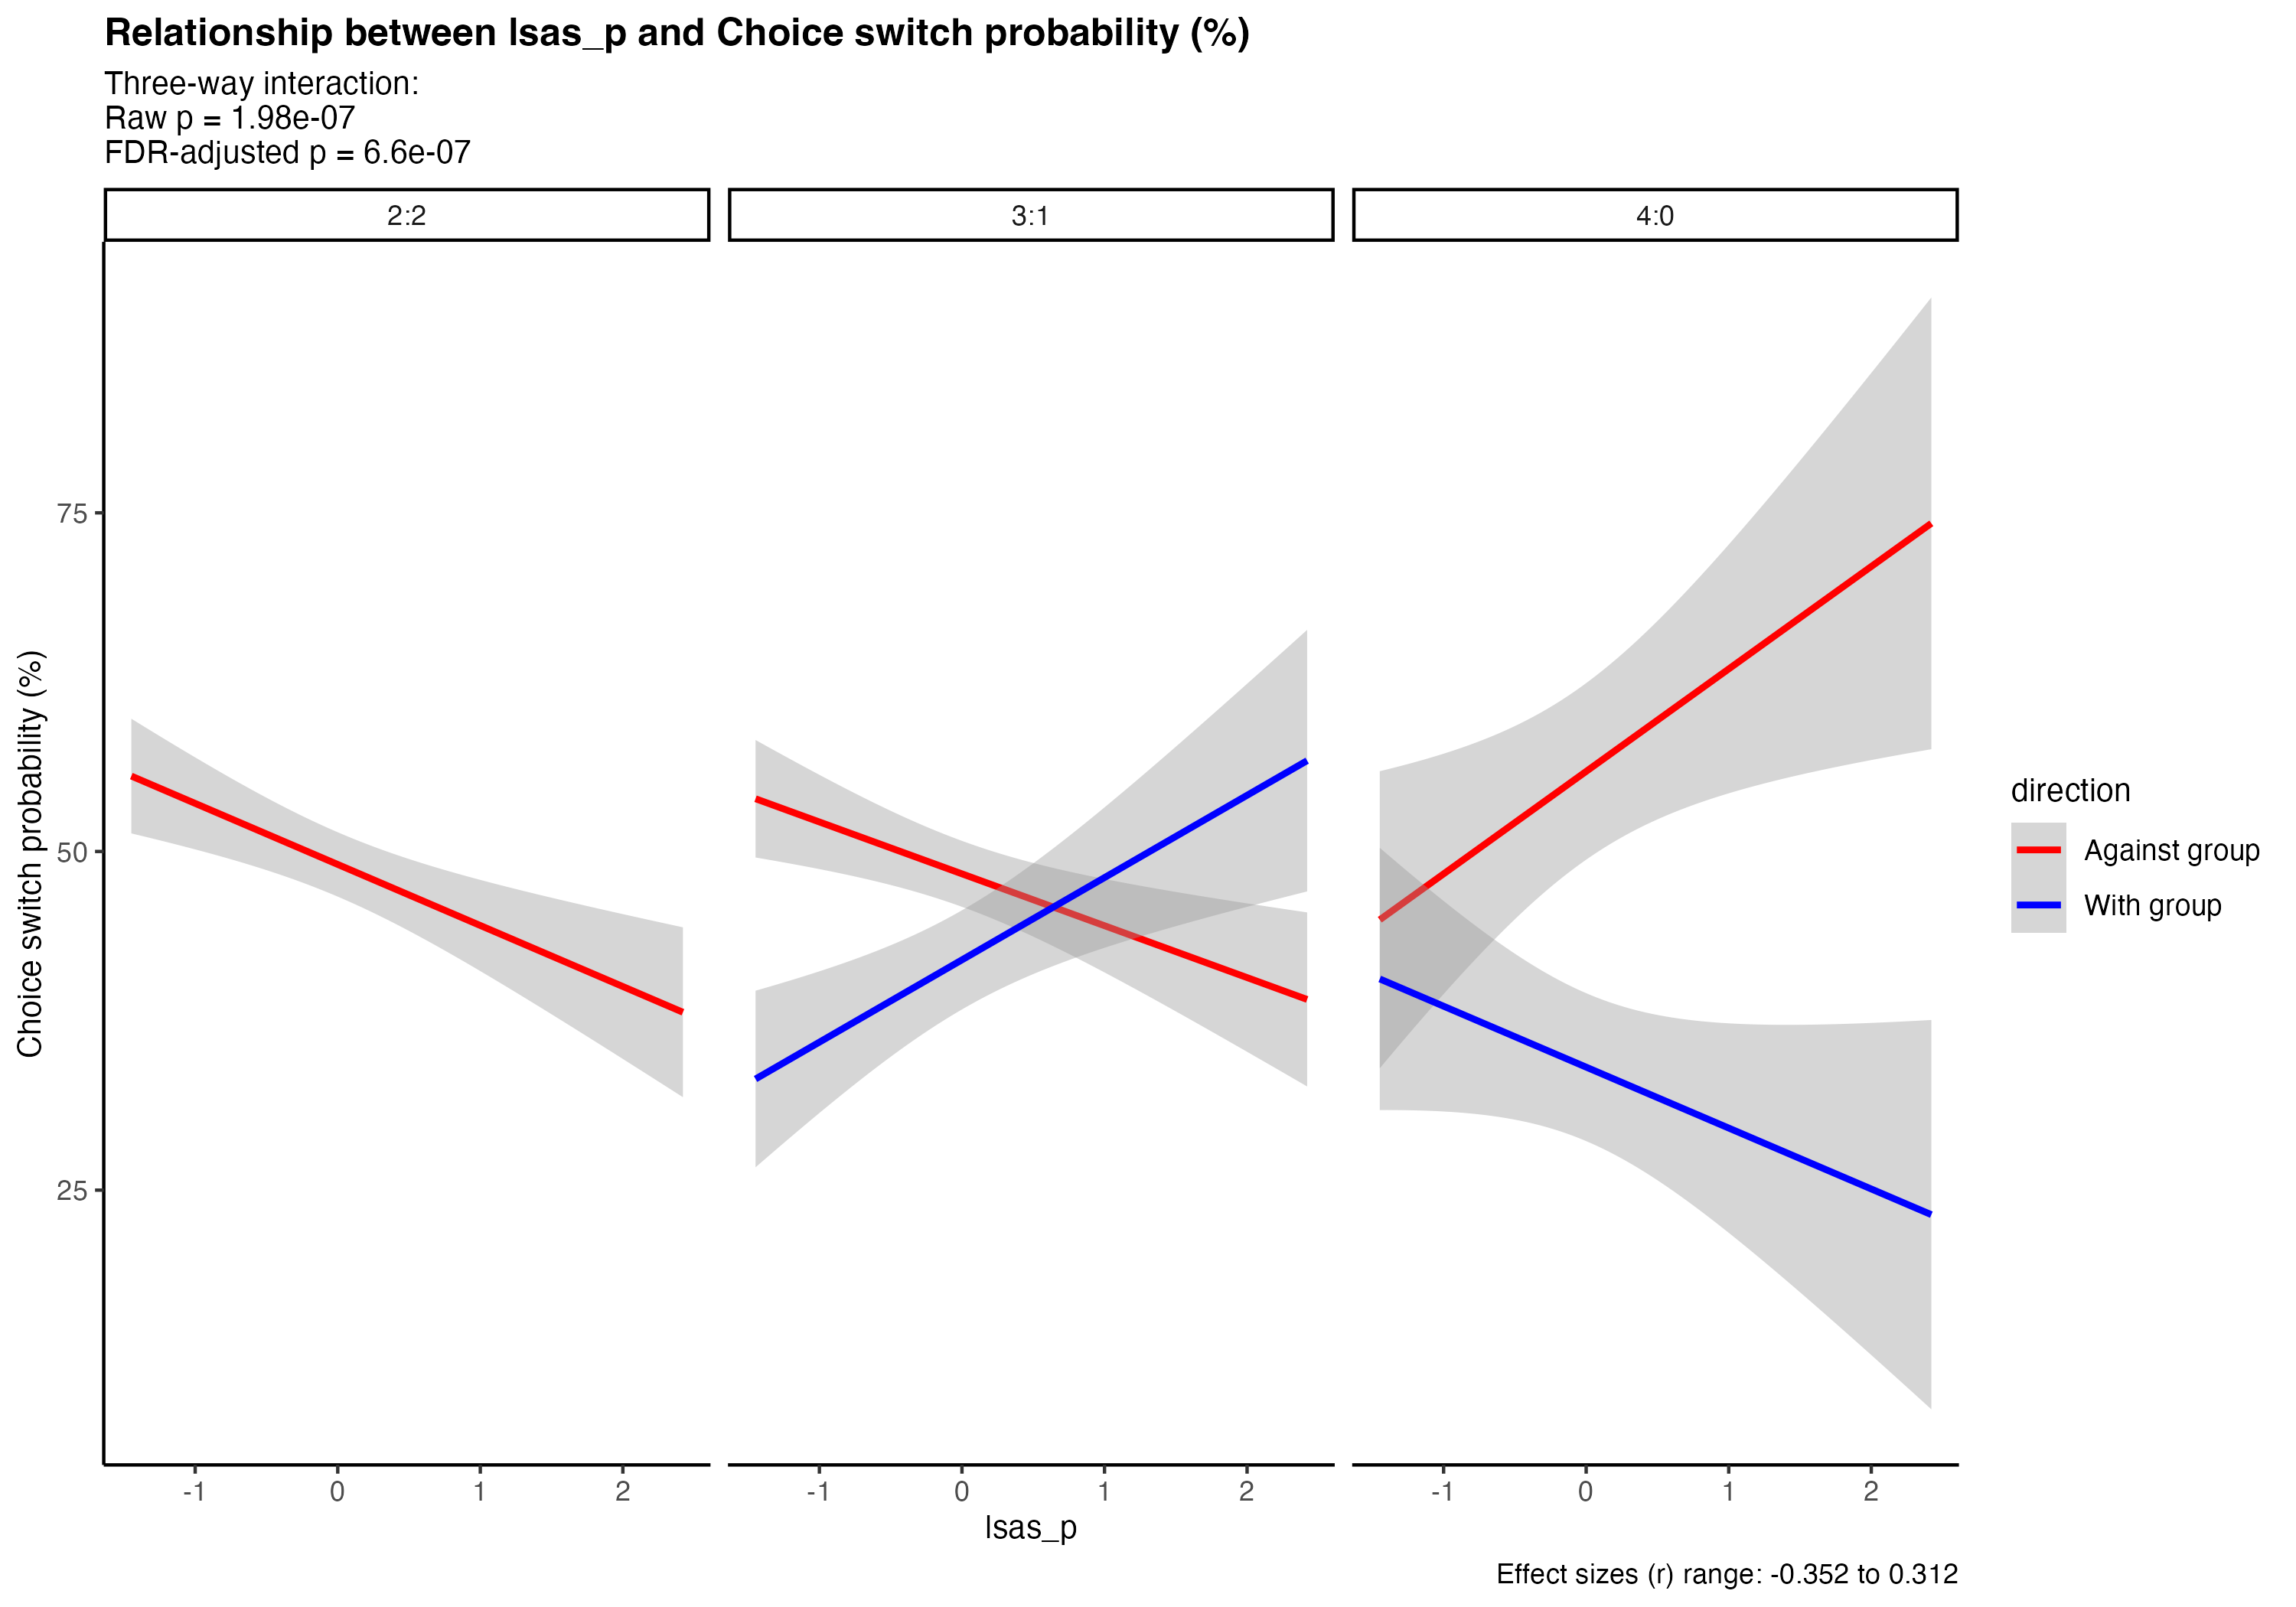 Relationship between lsas_p and Choice switch probability (%)
Three-way interaction:
Raw p = 1.98e-07
FDR-adjusted p = 6.6e-07
2:2
3:1
4:0
Choice switch probability (%)
75
50
25
-1
0
1
2
-1
0
1
2
-1
0
1
2
lsas_p
direction
Against group
With group
Effect sizes (r) range: -0.352 to 0.312